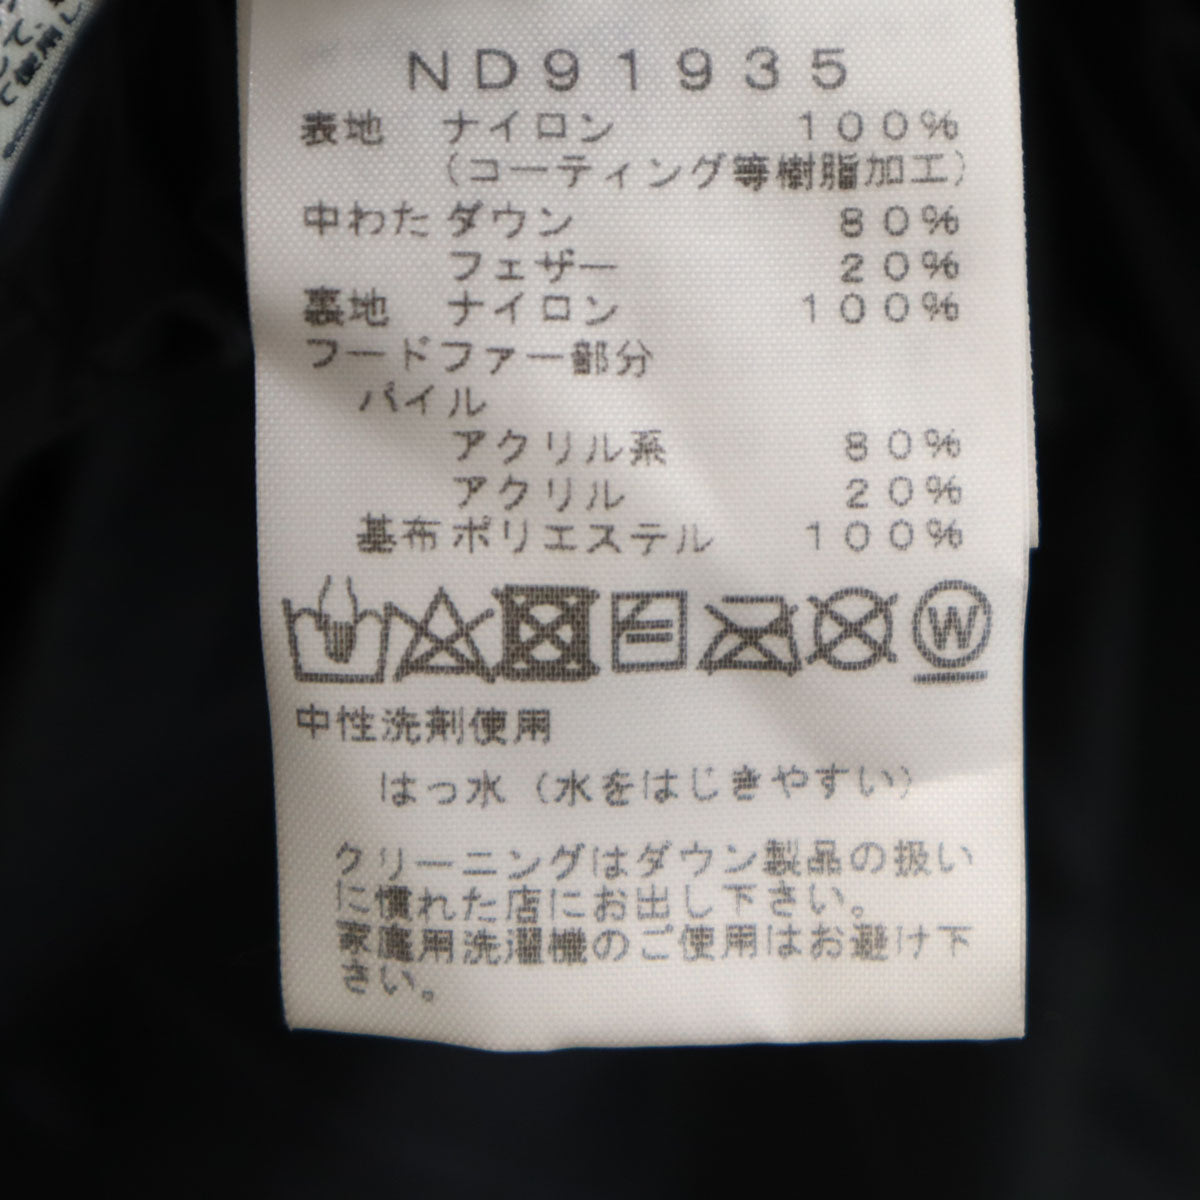 ND91935
表地 ナイロン 100%
(コーティング等樹脂加工)
中わた ダウン 80%
フェザー 20%
裏地 ナイロン 100%
フードファー部分
パイル
アクリル系 80%
アクリル 20%
基布 ポリエステル 100%
W
中性洗剤使用
はっ水（水をはじきやすい）
クリーニングはダウン製品の扱い
に慣れた店にお出し下さい。
家庭用洗濯機のご使用はお避け下
さい。